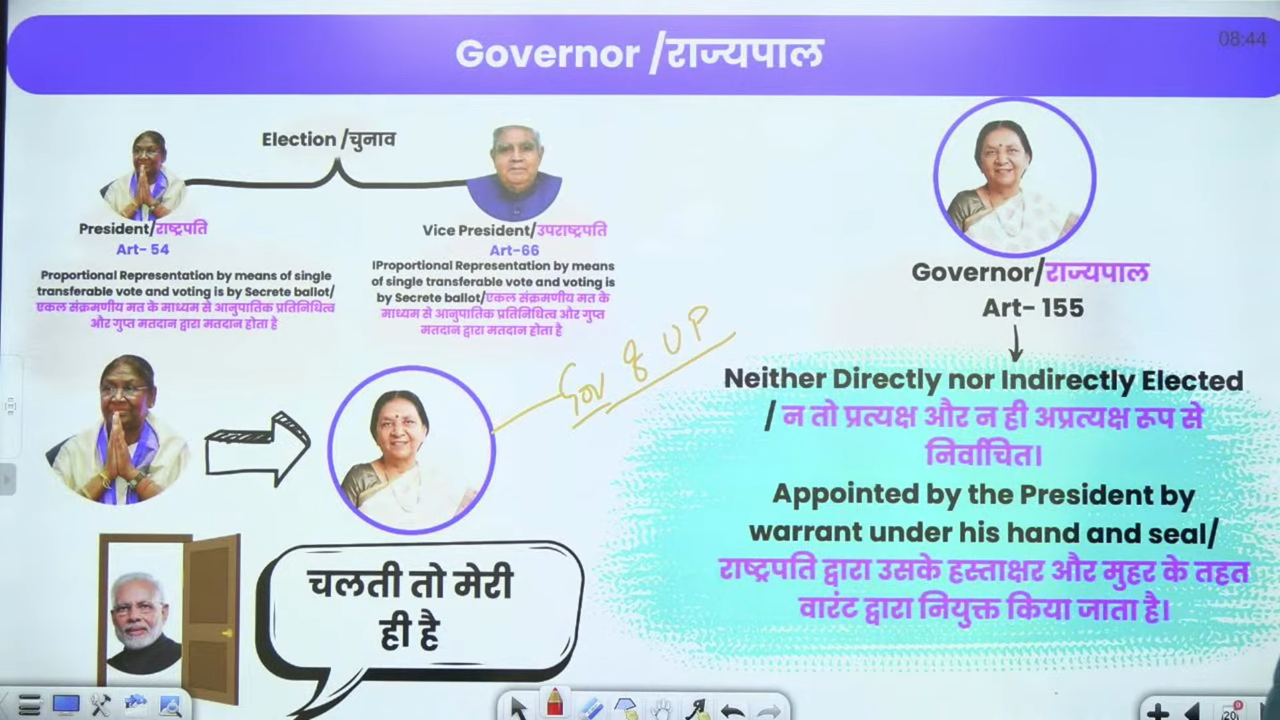 Governor /राज्यपाल
08:44
Election /चुनाव
President/राष्ट्रपति
Art- 54
Proportional Representation by means of single
transferable vote and voting is by Secrete ballot/
एकल संक्रमणीय मत के माध्यम से आनुपातिक प्रतिनिधित्व
और गुप्त मतदान द्वारा मतदान होता है
Vice President/उपराष्ट्रपति
Art-66
IProportional Representation by means
of single transferable vote and voting is
by Secrete ballot/एकल संक्रमणीय मत के
माध्यम से आनुपातिक प्रतिनिधित्व और गुप्त
मतदान द्वारा मतदान होता है
Gov of UP
चलती तो मेरी
ही है
Governor/राज्यपाल
Art- 155
Neither Directly nor Indirectly Elected
/ न तो प्रत्यक्ष और न ही अप्रत्यक्ष रूप से
निर्वाचित।
Appointed by the President by
warrant under his hand and seal/
राष्ट्रपति द्वारा उसके हस्ताक्षर और मुहर के तहत
वारंट द्वारा नियुक्त किया जाता है।
20